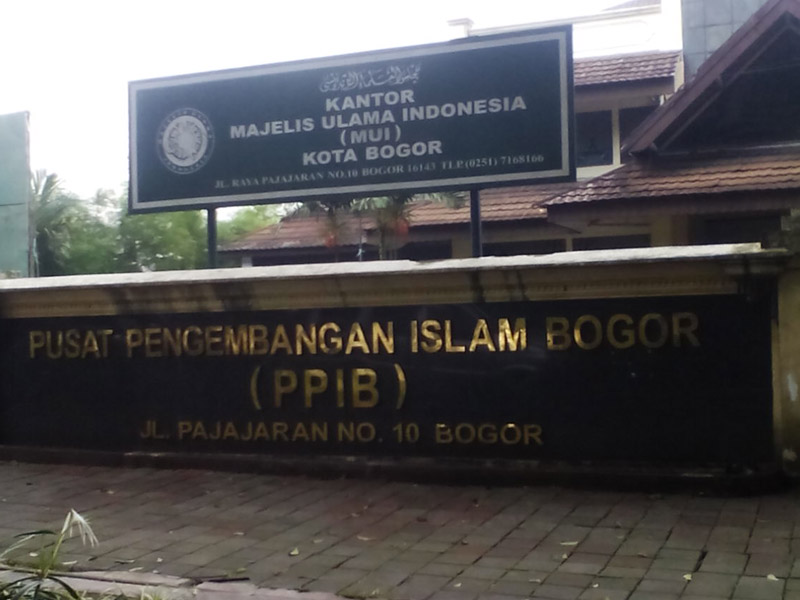 KANTOR
MAJELIS ULAMA INDONESIA
(MUI)
KOTA BOGOR
JL. RAYA PAJAJARAN NO.10 BOGOR 16143 TLP.(0251) 7168166
PUSAT PENGEMBANGAN ISLAM BOGOR
(PPIB)
JL. PAJAJARAN NO. 10 BOGOR